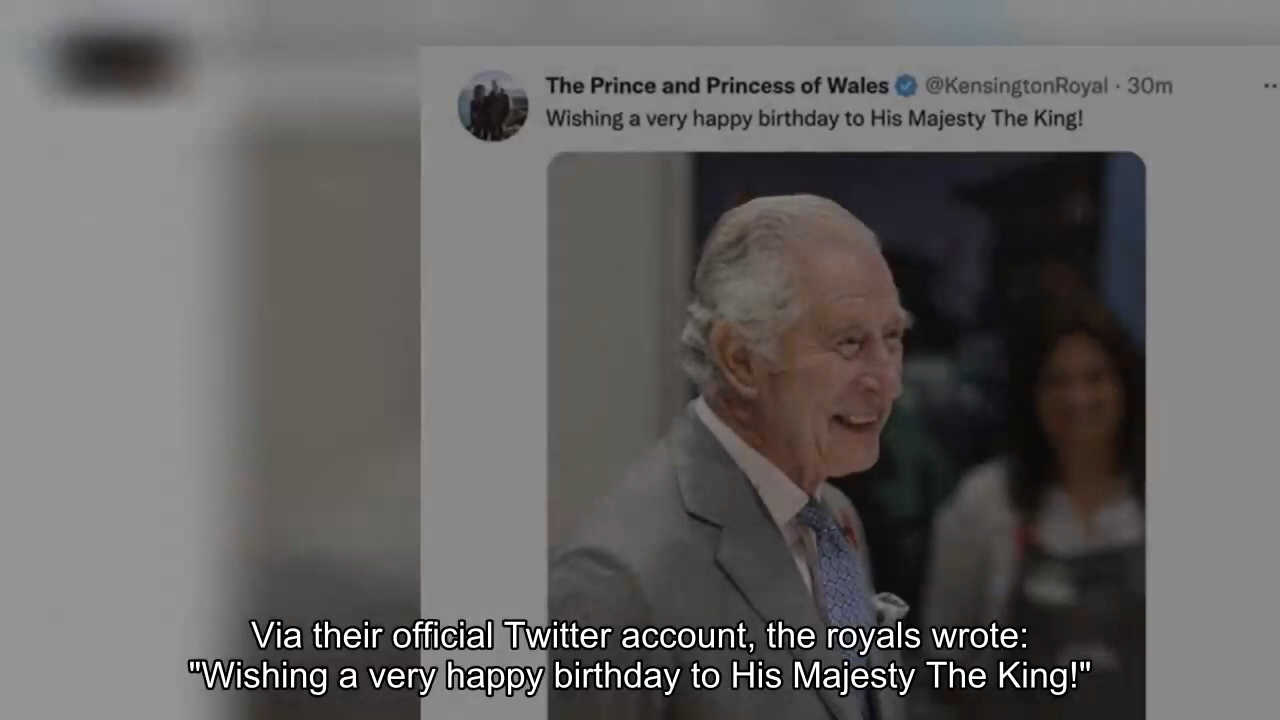 The Prince and Princess of Wales @KensingtonRoyal · 30m
Wishing a very happy birthday to His Majesty The King!
Via their official Twitter account, the royals wrote:
"Wishing a very happy birthday to His Majesty The King!"